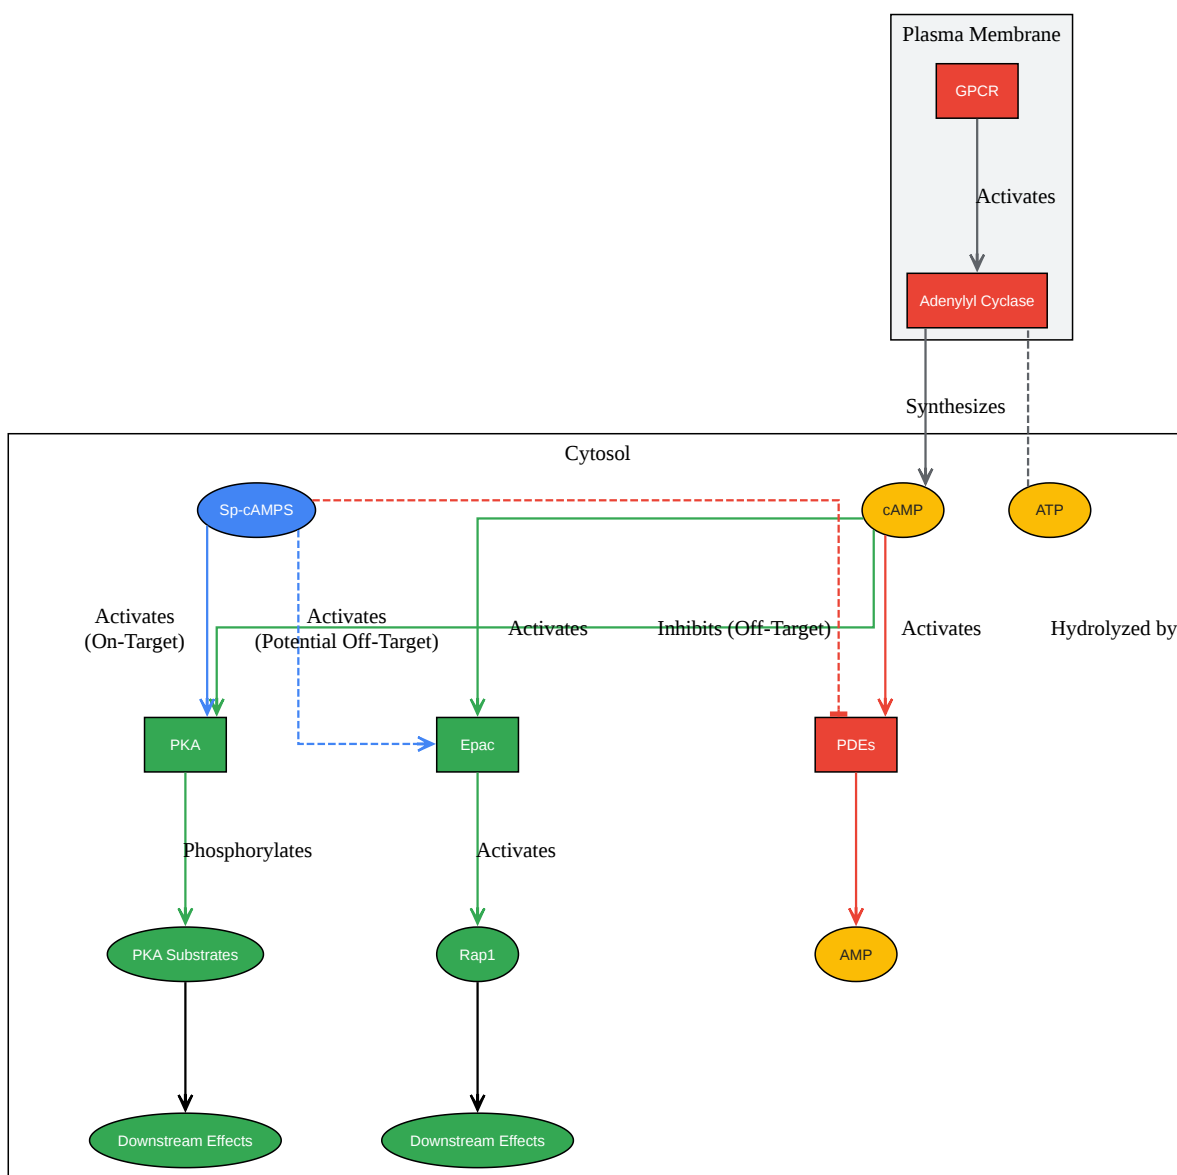 Plasma Membrane
GPCR
Activates
Adenylyl Cyclase
Synthesizes
Cytosol
Sp-cAMPS
cAMP
ATP
Activates
(On-Target)
Activates
(Potential Off-Target)
Activates
Inhibits (Off-Target)
Activates
Hydrolyzed by
PKA
Epac
PDEs
Phosphorylates
Activates
PKA Substrates
Rap1
AMP
Downstream Effects
Downstream Effects